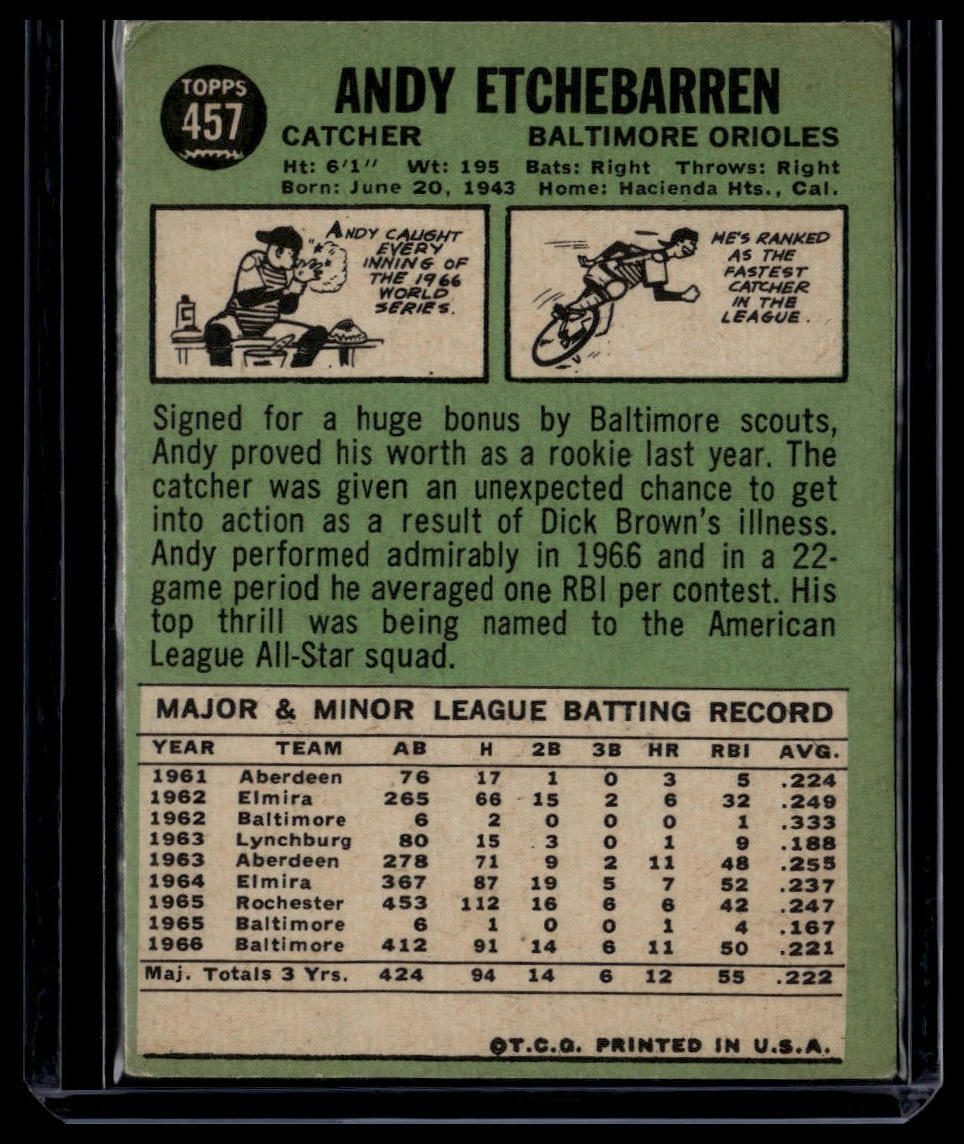 TOPPS
457
ANDY ETCHEBARREN
CATCHER BALTIMORE ORIOLES
Ht: 6'1" Wt: 195 Bats: Right Throws: Right
Born: June 20, 1943 Home: Hacienda Hts., Cal.
ANDY CAUGHT
EVERY
INNING OF
THE 1966
WORLD
SERIES.
HE'S RANKED
AS THE
FASTEST
CATCHER
IN THE
LEAGUE.
Signed for a huge bonus by Baltimore scouts,
Andy proved his worth as a rookie last year. The
catcher was given an unexpected chance to get
into action as a result of Dick Brown's illness.
Andy performed admirably in 1966 and in a 22-
game period he averaged one RBI per contest. His
top thrill was being named to the American
League All-Star squad.
MAJOR & MINOR LEAGUE BATTING RECORD
YEAR TEAM AB H 2B 3B HR RBI AVG.
1961 Aberdeen 76 17 1 0 3 5 .224
1962 Elmira 265 66 15 2 6 32 .249
1962 Baltimore 6 2 0 0 0 1 .333
1963 Lynchburg 80 15 3 0 1 9 .188
1963 Aberdeen 278 71 9 2 11 48 .255
1964 Elmira 367 87 19 5 7 52 .237
1965 Rochester 453 112 16 6 6 42 .247
1965 Baltimore 6 1 0 0 1 4 .167
1966 Baltimore 412 91 14 6 11 50 .221
Maj. Totals 3 Yrs. 424 94 14 6 12 55 .222
©T.C.G. PRINTED IN U.S.A.